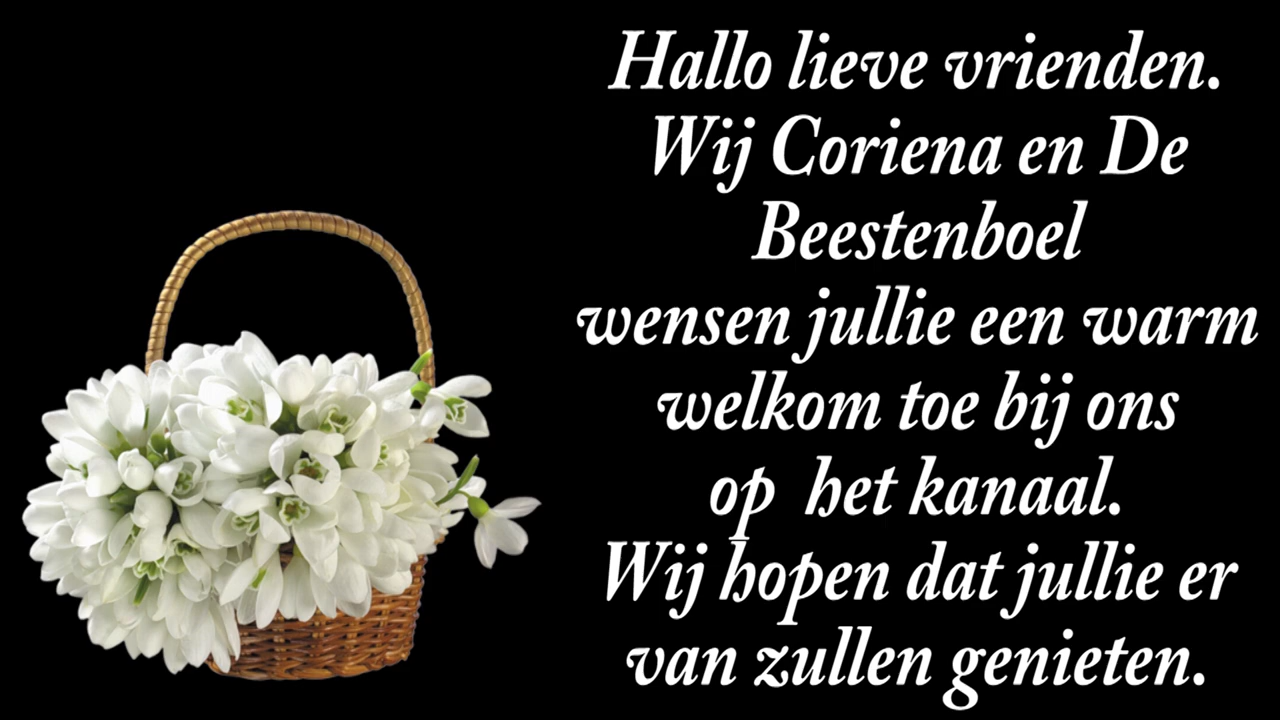 Hallo lieve vrienden.
Wij Coriena en De
Beestenboel
wensen jullie een warm
welkom toe bij ons
op  het kanaal.
Wij hopen dat jullie er
van zullen genieten.